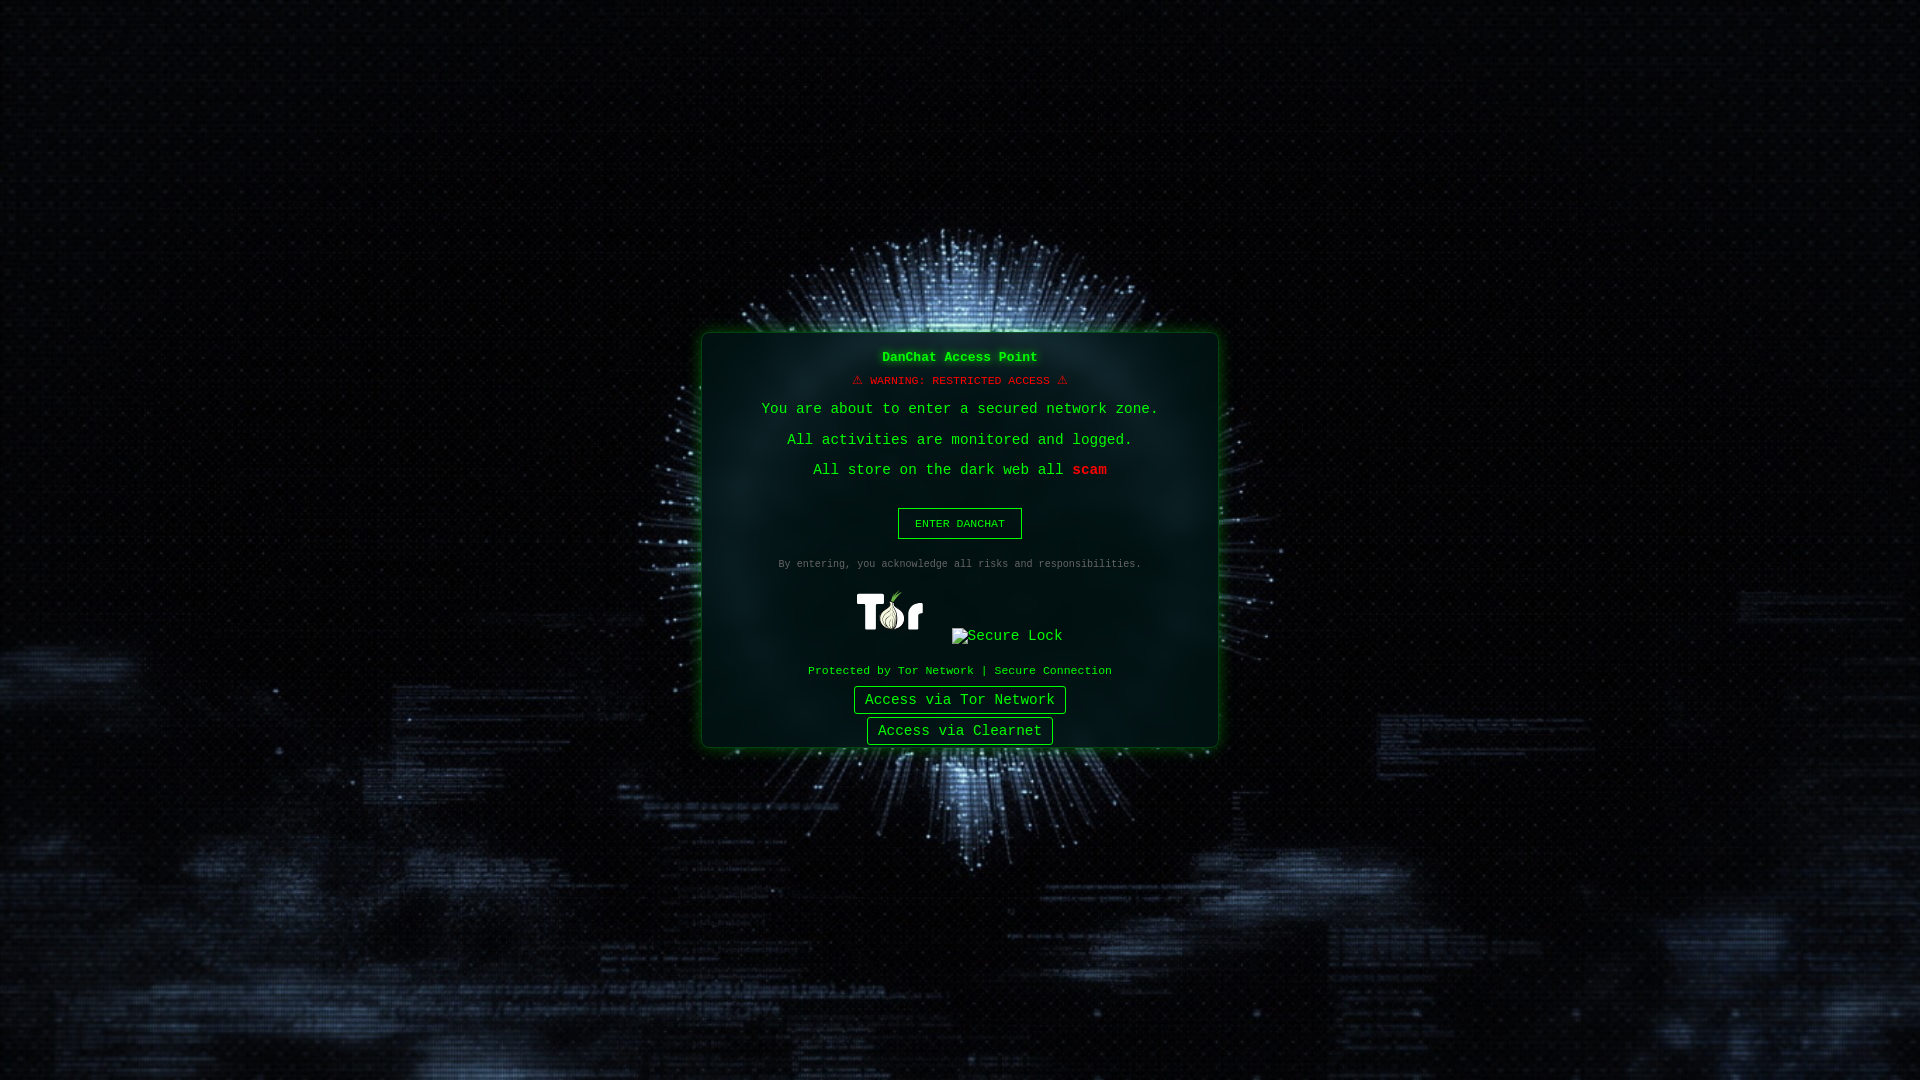 DanChat Access Point
⚠ WARNING: RESTRICTED ACCESS ⚠
You are about to enter a secured network zone.
All activities are monitored and logged.
All store on the dark web all scam
ENTER DANCHAT
By entering, you acknowledge all risks and responsibilities.
Tor
Secure Lock
Protected by Tor Network | Secure Connection
Access via Tor Network
Access via Clearnet